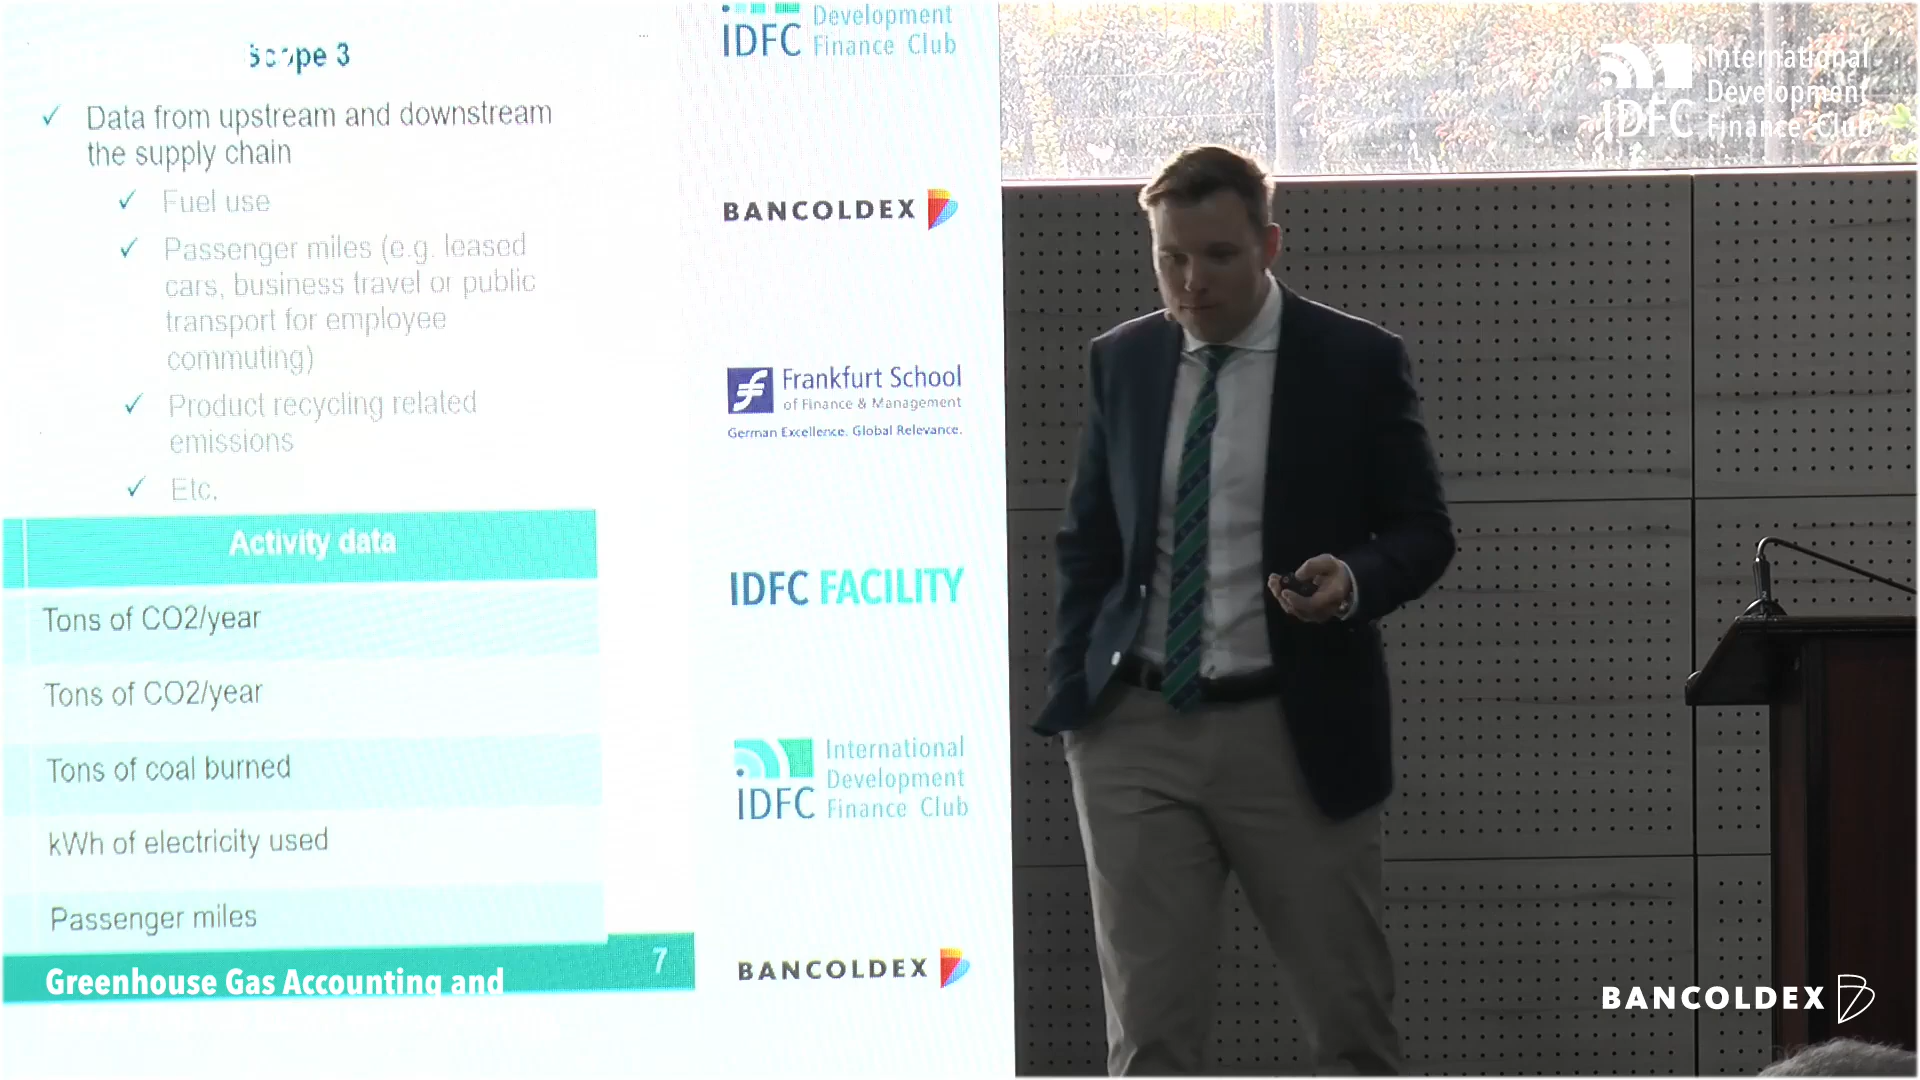 Scope 3
✓ Data from upstream and downstream
the supply chain
✓ Fuel use
✓ Passenger miles (e.g. leased
cars, business travel or public
transport for employee
commuting)
✓ Product recycling related
emissions
✓ Etc.
Activity data
Tons of CO2/year
Tons of CO2/year
Tons of coal burned
kWh of electricity used
Passenger miles
7
Greenhouse Gas Accounting and
Development
IDFC Finance Club
BANCOLDEX
Frankfurt School
of Finance & Management
German Excellence. Global Relevance.
IDFC FACILITY
International
Development
IDFC Finance Club
BANCOLDEX
International
Development
IDFC Finance Club
BANCOLDEX